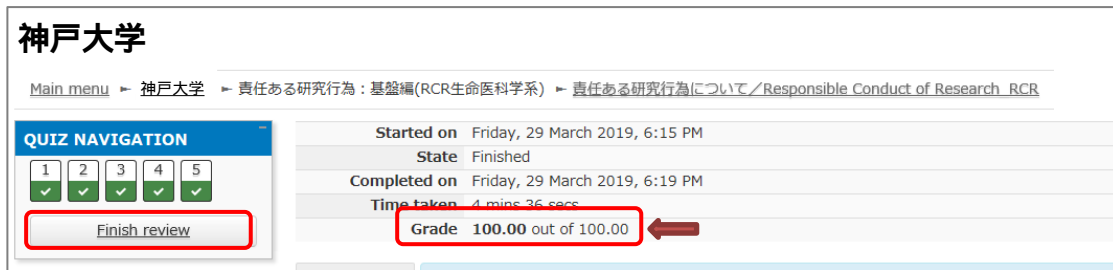 神戸大学
Main menu ► 神戸大学 ► 責任ある研究行為：基盤編(RCR生命医科学系) ► 責任ある研究行為について／Responsible Conduct of Research RCR
QUIZ NAVIGATION
1 2 3 4 5
Finish review
Started on Friday, 29 March 2019, 6:15 PM
State Finished
Completed on Friday, 29 March 2019, 6:19 PM
Time taken 4 mins 36 secs
Grade 100.00 out of 100.00